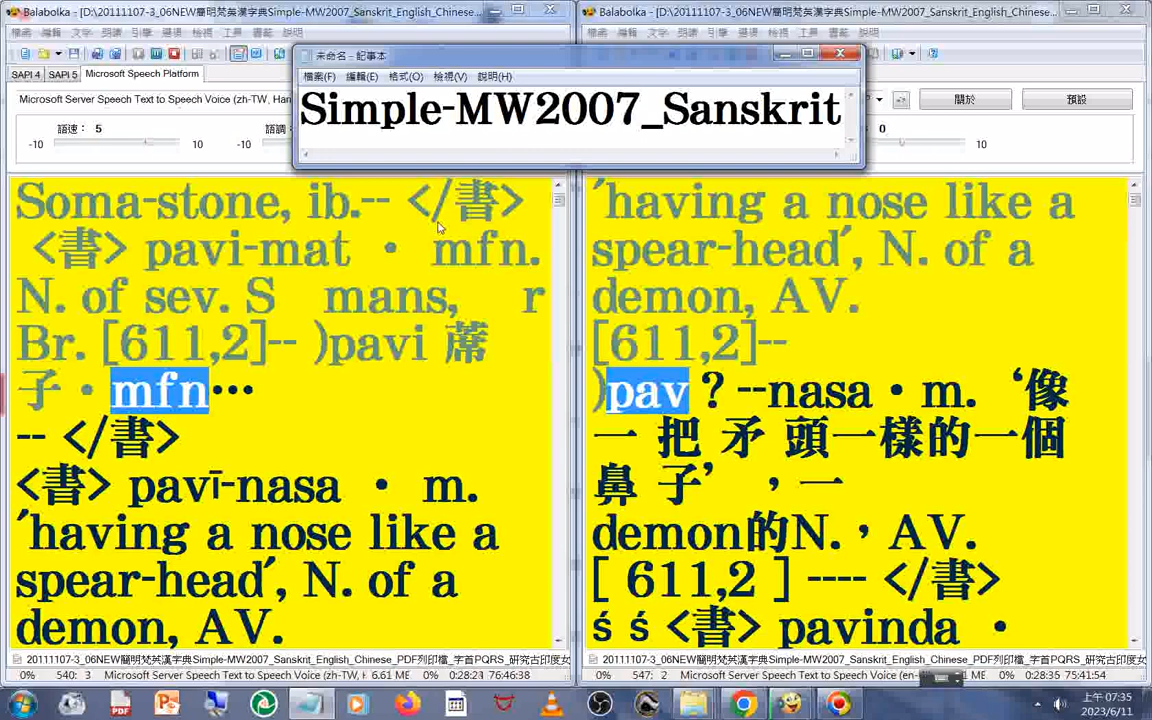 Balabolka - [D:\20111107-3_06NEW簡明梵英漢字典Simple-MW2007_Sanskrit_English_Chinese...
Balabolka - [D:\20111107-3_06NEW簡明梵英漢字典Simple-MW2007_Sanskrit_English_Chinese...
未命名 - 記事本
檔案(F) 編輯(E) 格式(O) 檢視(V) 說明(H)
Simple-MW2007_Sanskrit
SAPI 4 SAPI 5 Microsoft Speech Platform
Microsoft Server Speech Text to Speech Voice (zh-TW, Han
關於 預設
語速： 5
語調：
0
-10 10 -10
10
Soma-stone, ib.-- </書>
<書> pavi-mat • mfn.
N. of sev. S mans, r
Br. [611,2]-- )pavi 蓆
子 • mfn…
-- </書>
<書> pavī-nasa • m.
'having a nose like a
spear-head', N. of a
demon, AV.
'having a nose like a
spear-head', N. of a
demon, AV.
[611,2]--
)pav？--nasa • m. ‘像
一 把 矛 頭一樣的一個
鼻 子’ ，一
demon的N.，AV.
[ 611,2 ] ---- </書>
ś ś <書> pavinda •
20111107-3_06NEW簡明梵英漢字典Simple-MW2007_Sanskrit_English_Chinese_PDF列印檔_字首PQRS_研究古印度女
20111107-3_06NEW簡明梵英漢字典Simple-MW2007_Sanskrit_English_Chinese_PDF列印檔_字首PQRS_研究古印度女
0% 540: 3 Microsoft Server Speech Text to Speech Voice (zh-TW, H 6.61 ME 0% 0:28:21 76:46:38
0% 547: 2 Microsoft Server Speech Text to Speech Voice ME 0% 0:28:35 75:41:54
上午 07:35
2023/6/11